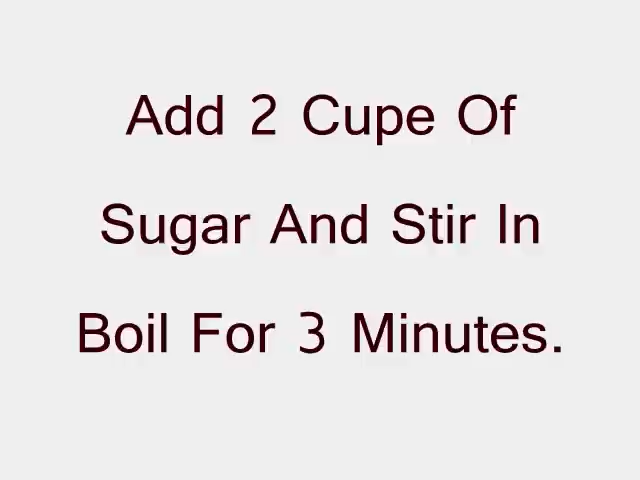 Add 2 Cupe Of
Sugar And Stir In
Boil For 3 Minutes.